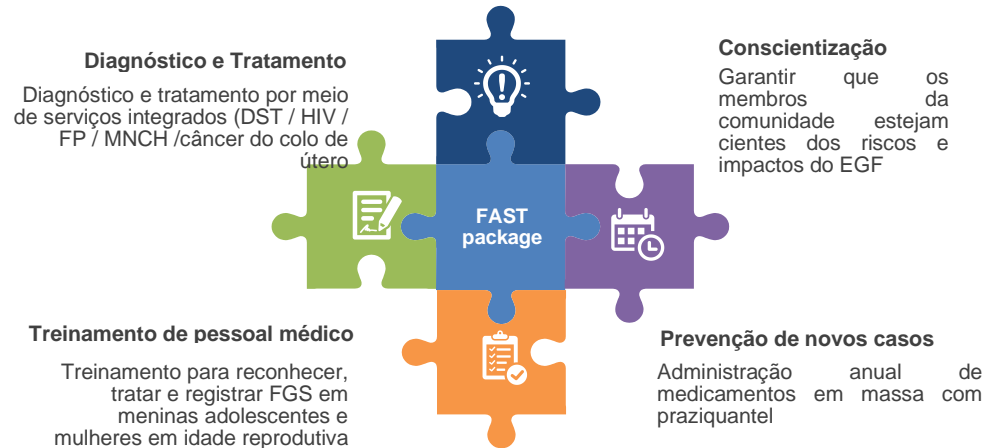 Diagnóstico e Tratamento
Diagnóstico e tratamento por meio
de serviços integrados (DST / HIV /
FP / MNCH /câncer do colo de
útero
Conscientização
Garantir que os
membros da
comunidade estejam
cientes dos riscos e
impactos do EGF
FAST
package
Treinamento de pessoal médico
Treinamento para reconhecer,
tratar e registrar FGS em
meninas adolescentes e
mulheres em idade reprodutiva
Prevenção de novos casos
Administração anual de
medicamentos em massa com
praziquantel